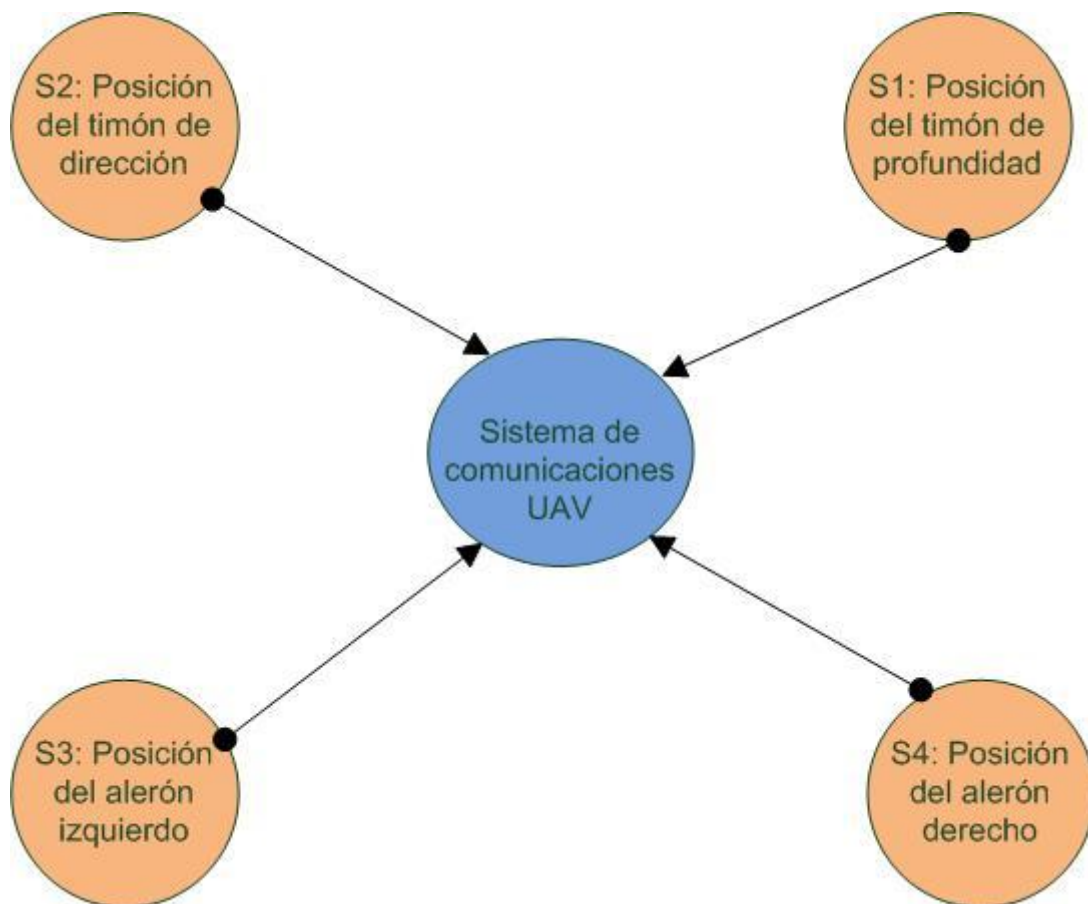 S2: Posición
del timón de
dirección
S1: Posición
del timón de
profundidad
Sistema de
comunicaciones
UAV
S3: Posición
del alerón
izquierdo
S4: Posición
del alerón
derecho